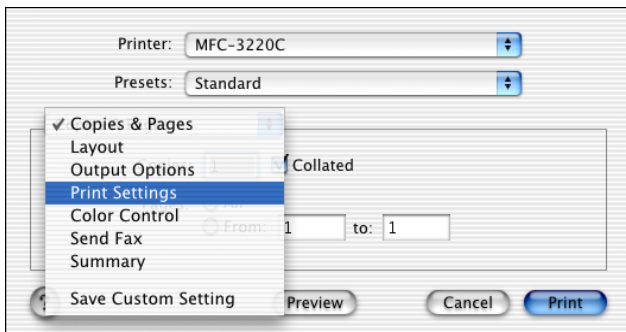 Printer: MFC-3220C
Presets: Standard
✓ Copies & Pages
Layout
Output Options
1 Collated
Print Settings
Color Control
From: 1 to: 1
Send Fax
Summary
Save Custom Setting
? Preview Cancel Print